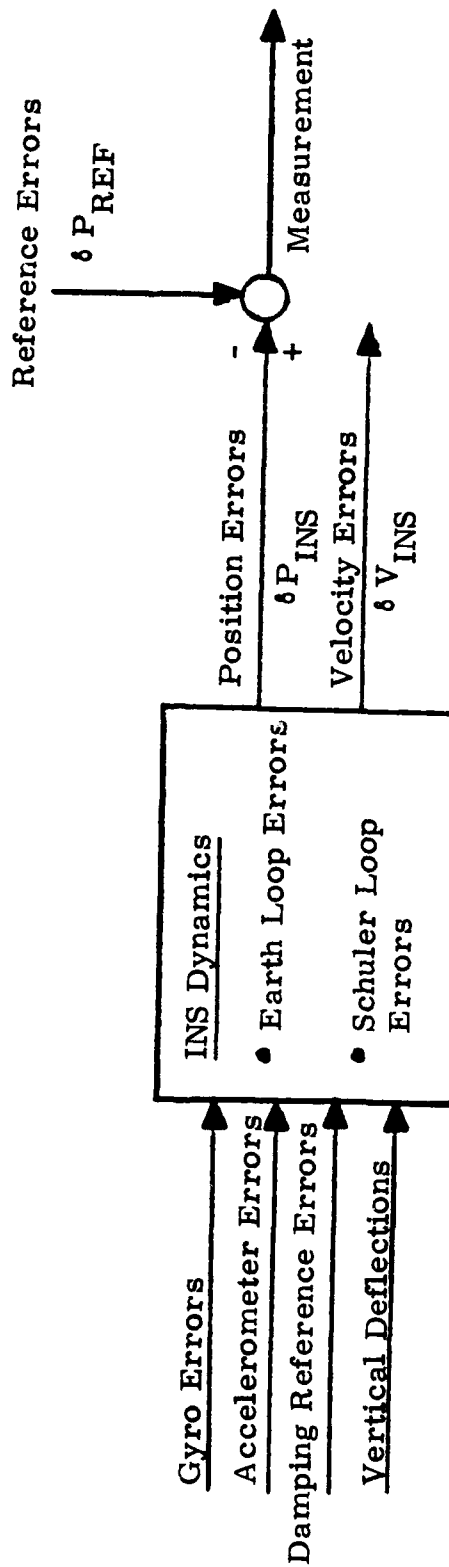 Gyro Errors
Accelerometer Errors
Damping Reference Errors
Vertical Deflections
INS Dynamics
• Earth Loop Errors
• Schuler Loop
Errors
Position Errors
δ P_INS
Velocity Errors
δ V_INS
Reference Errors
δ P_REF
-
+
Measurement